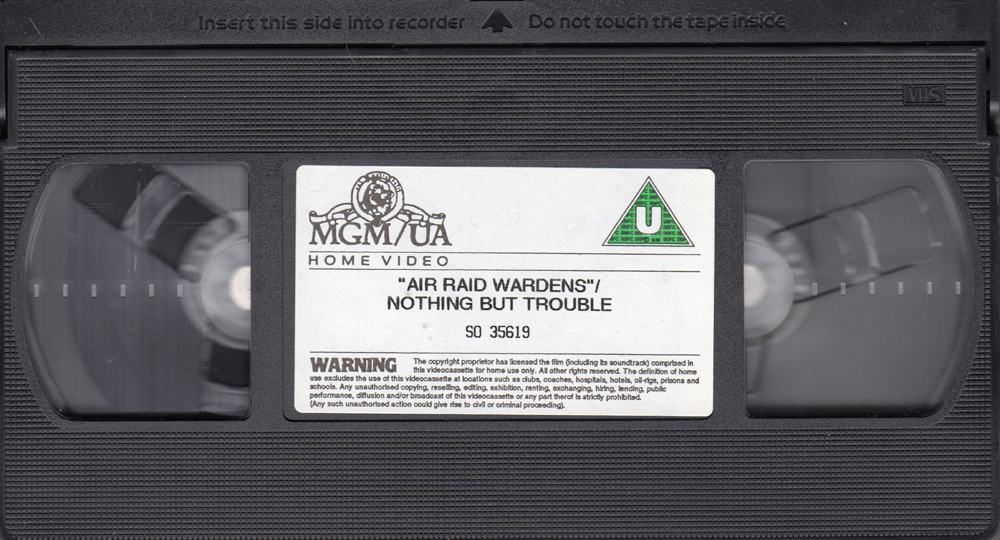 Insert this side into recorder Do not touch the tape inside
VHS
MGM/UA
HOME VIDEO
U
"AIR RAID WARDENS"/
NOTHING BUT TROUBLE
SO 35619
WARNING The copyright proprietor has licensed the film (including its soundtrack) comprised in
this videocassette for home use only. All other rights reserved. The definition of home
use excludes the use of this videocassette at locations such as clubs, coaches, hospitals, hotels, oil-rigs, prisons and
schools. Any unauthorised copying, reselling, editing, exhibition, renting, exchanging, hiring, lending, public
performance, diffusion and/or broadcast of this videocassette or any part therof is strictly prohibited.
(Any such unauthorised action could give rise to civil or criminal proceeding).